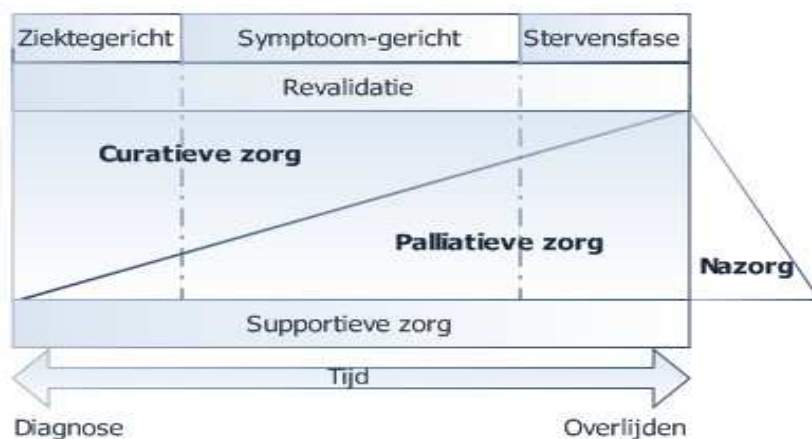 Ziektegericht Symptoom-gericht Stervensfase
Revalidatie
Curatieve zorg
Palliatieve zorg
Nazorg
Supportieve zorg
Tijd
Diagnose Overlijden